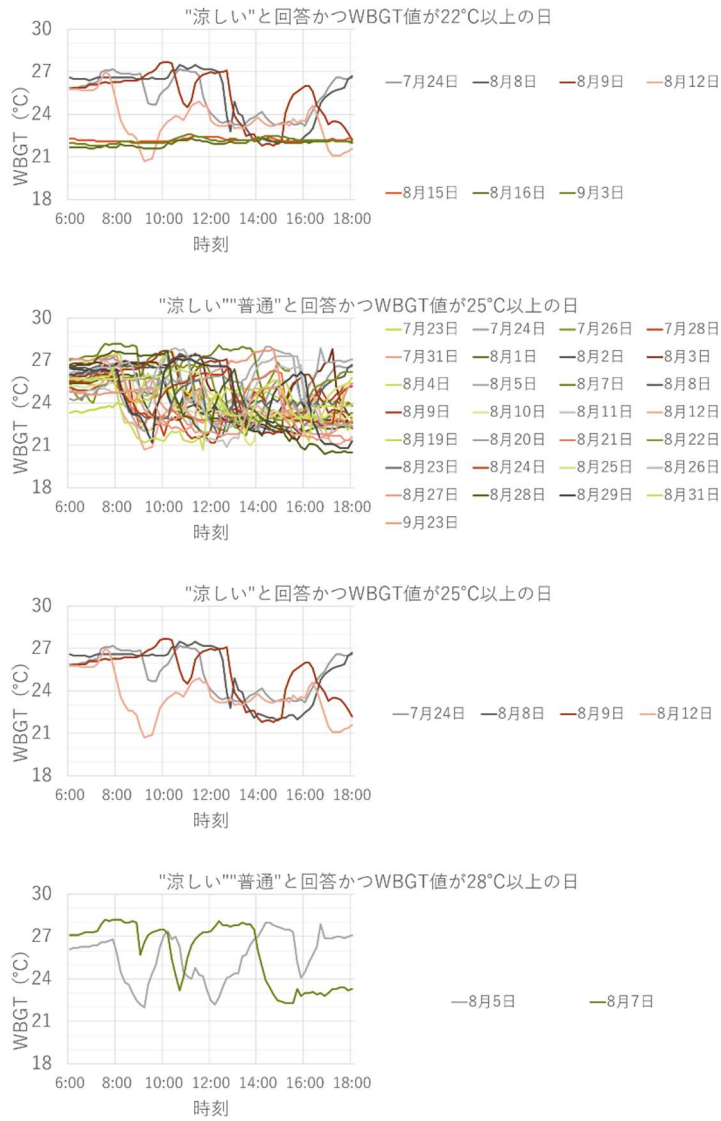 "涼しい"と回答かつWBGT値が22℃以上の日
30
27
24
21
18
WBGT（℃）
6:00 8:00 10:00 12:00 14:00 16:00 18:00
時刻
7月24日 8月8日 8月9日 8月12日
8月15日 8月16日 9月3日
"涼しい""普通"と回答かつWBGT値が25℃以上の日
30
27
24
21
18
WBGT（℃）
6:00 8:00 10:00 12:00 14:00 16:00 18:00
時刻
7月23日 7月24日 7月26日 7月28日
7月31日 8月1日 8月2日 8月3日
8月4日 8月5日 8月7日 8月8日
8月9日 8月10日 8月11日 8月12日
8月19日 8月20日 8月21日 8月22日
8月23日 8月24日 8月25日 8月26日
8月27日 8月28日 8月29日 8月31日
9月23日
"涼しい"と回答かつWBGT値が25℃以上の日
30
27
24
21
18
WBGT（℃）
6:00 8:00 10:00 12:00 14:00 16:00 18:00
時刻
7月24日 8月8日 8月9日 8月12日
"涼しい""普通"と回答かつWBGT値が28℃以上の日
30
27
24
21
18
WBGT（℃）
6:00 8:00 10:00 12:00 14:00 16:00 18:00
時刻
8月5日 8月7日